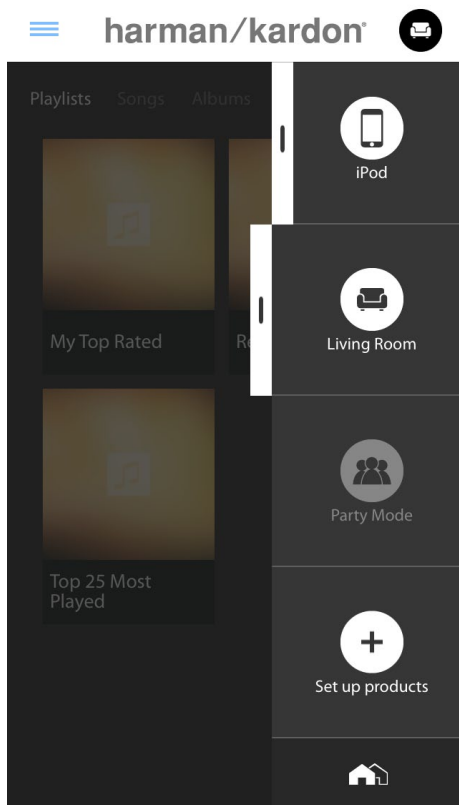 harman/kardon®
Playlists Songs Albums
iPod
My Top Rated
Re
Living Room
Party Mode
Top 25 Most
Played
Set up products